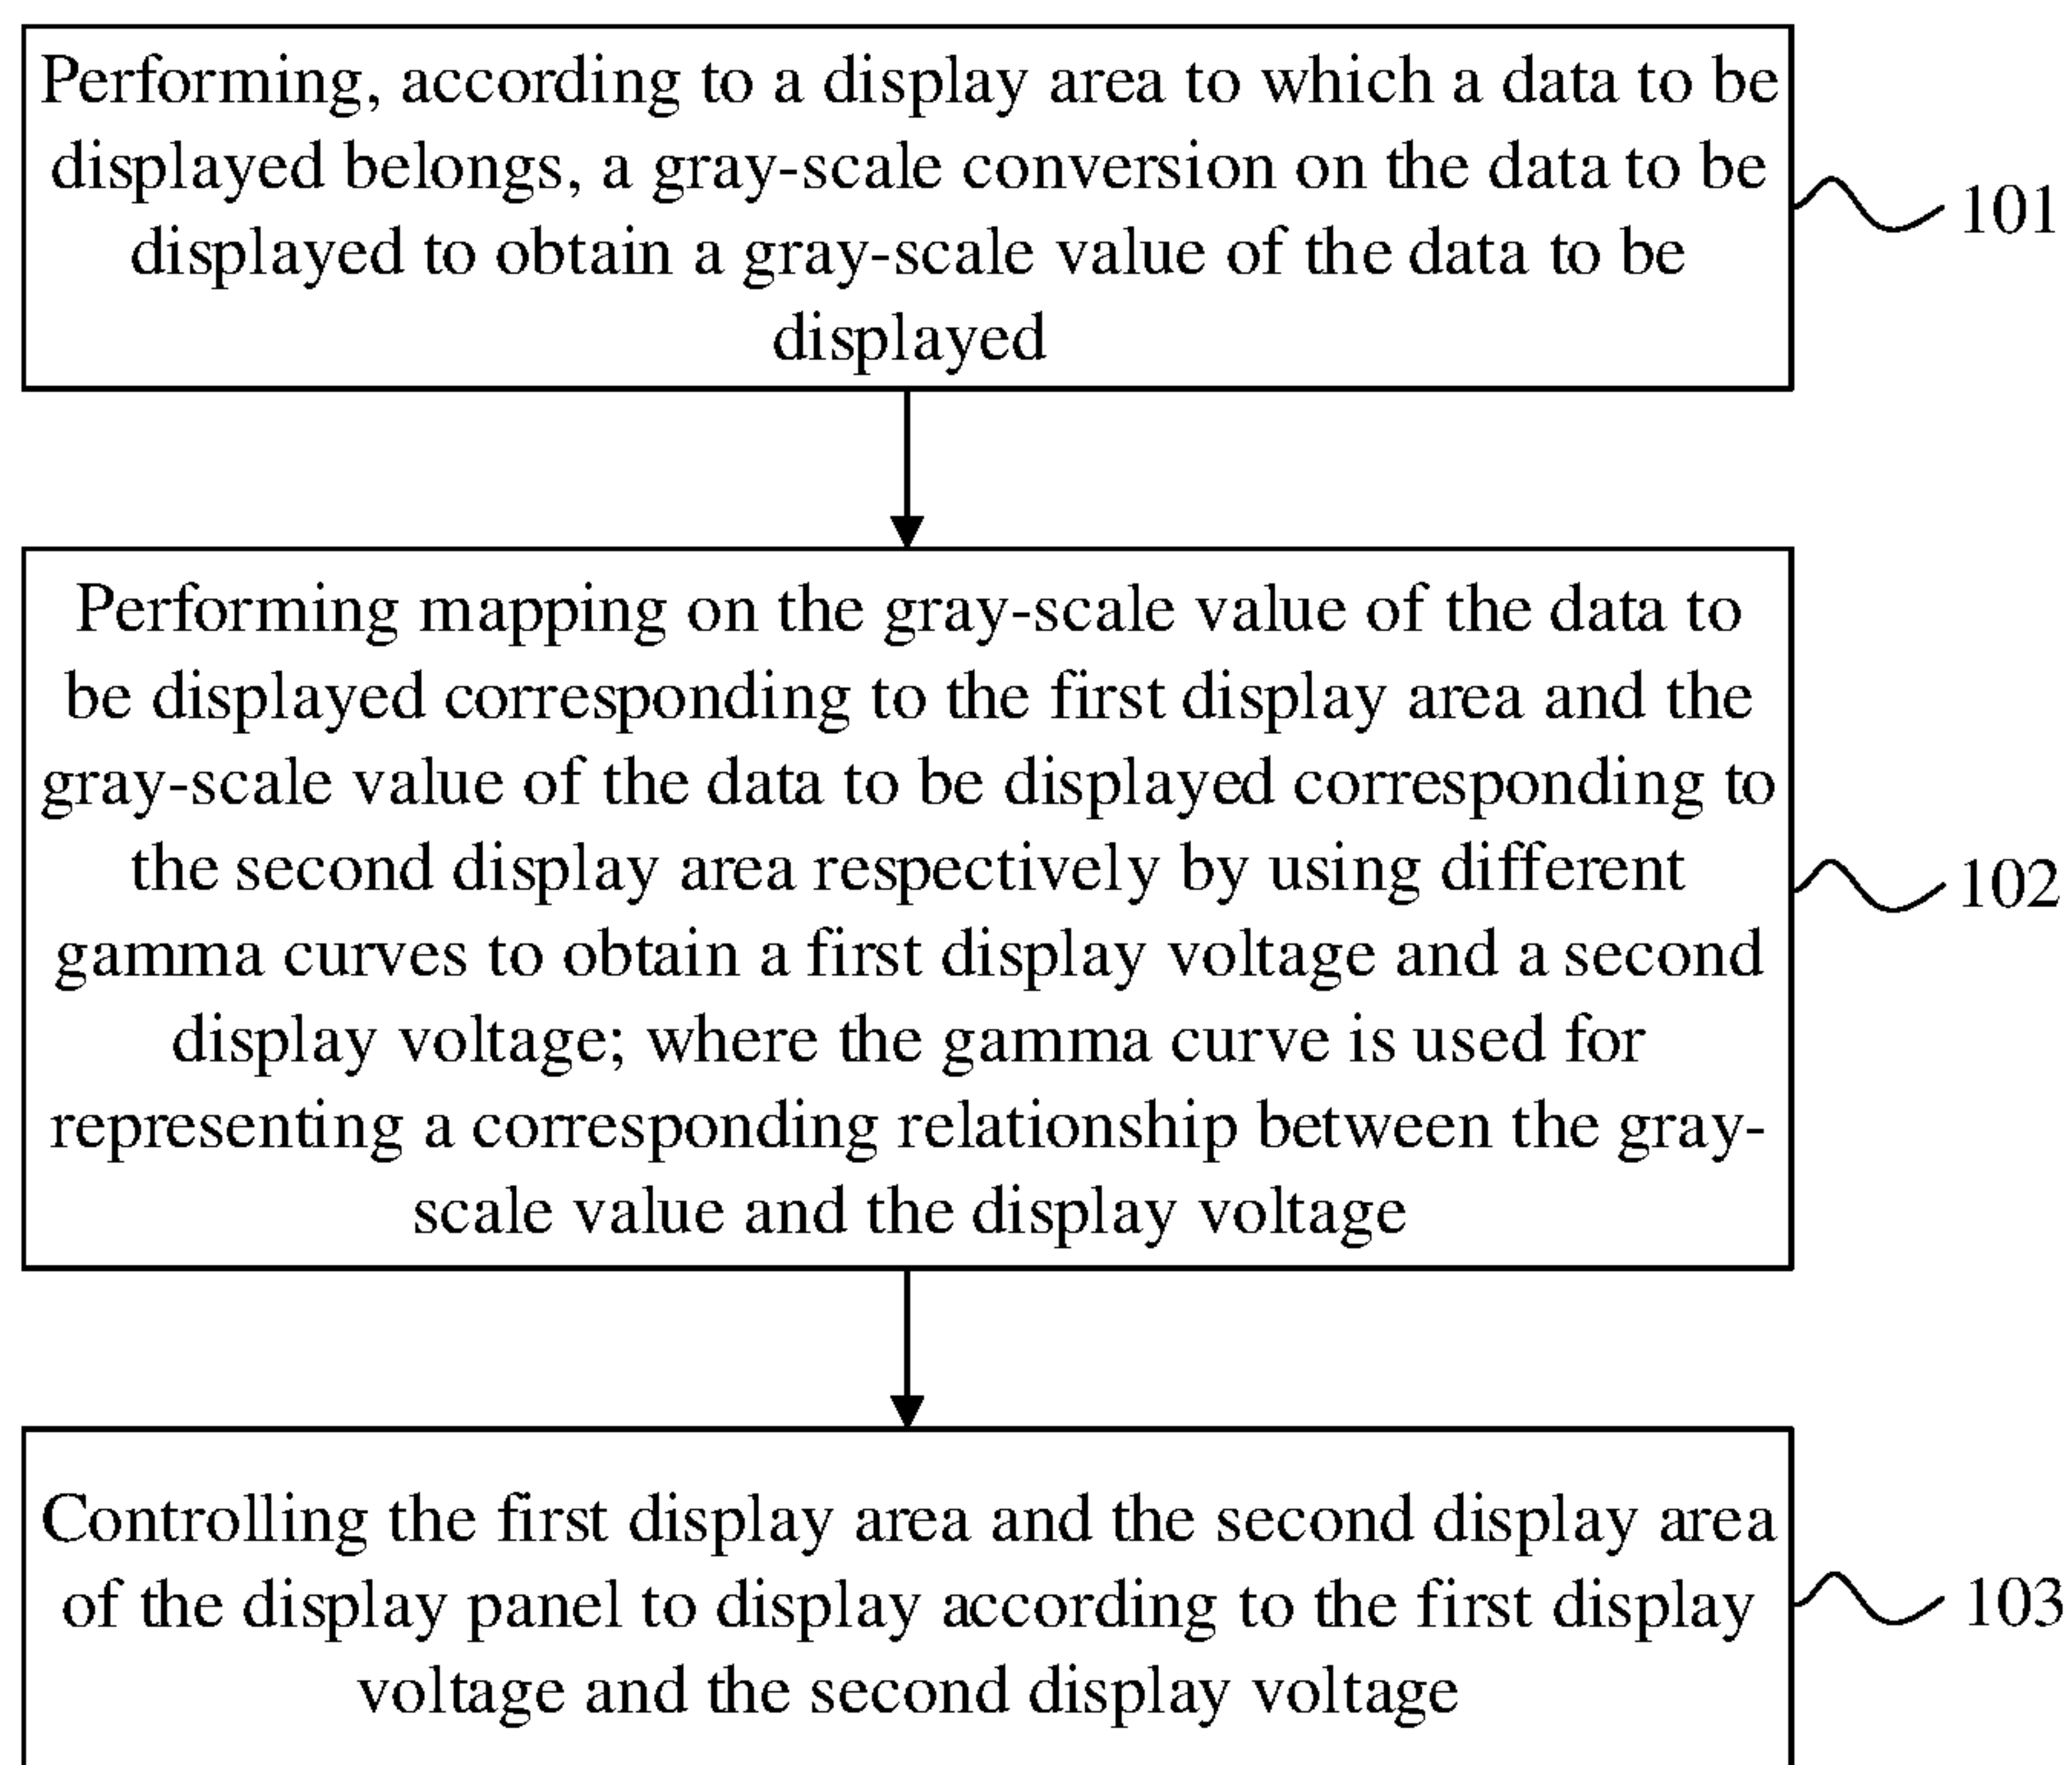 Performing, according to a display area to which a data to be
displayed belongs, a gray-scale conversion on the data to be
displayed to obtain a gray-scale value of the data to be
displayed
101
Performing mapping on the gray-scale value of the data to
be displayed corresponding to the first display area and the
gray-scale value of the data to be displayed corresponding to
the second display area respectively by using different
gamma curves to obtain a first display voltage and a second
display voltage; where the gamma curve is used for
representing a corresponding relationship between the gray-
scale value and the display voltage
102
Controlling the first display area and the second display area
of the display panel to display according to the first display
voltage and the second display voltage
103